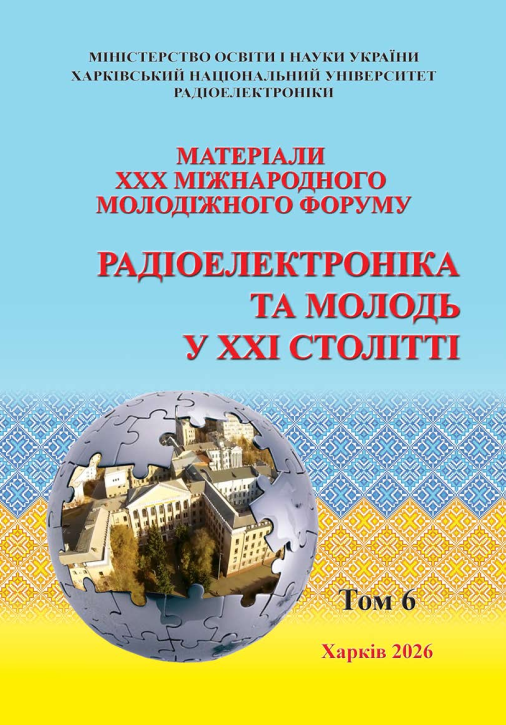 МІНІСТЕРСТВО ОСВІТИ І НАУКИ УКРАЇНИ
ХАРКІВСЬКИЙ НАЦІОНАЛЬНИЙ УНІВЕРСИТЕТ
РАДІОЕЛЕКТРОНІКИ
МАТЕРІАЛИ
XXX МІЖНАРОДНОГО
МОЛОДІЖНОГО ФОРУМУ
РАДІОЕЛЕКТРОНІКА
ТА МОЛОДЬ
У XXI СТОЛІТТІ
Том 6
Харків 2026